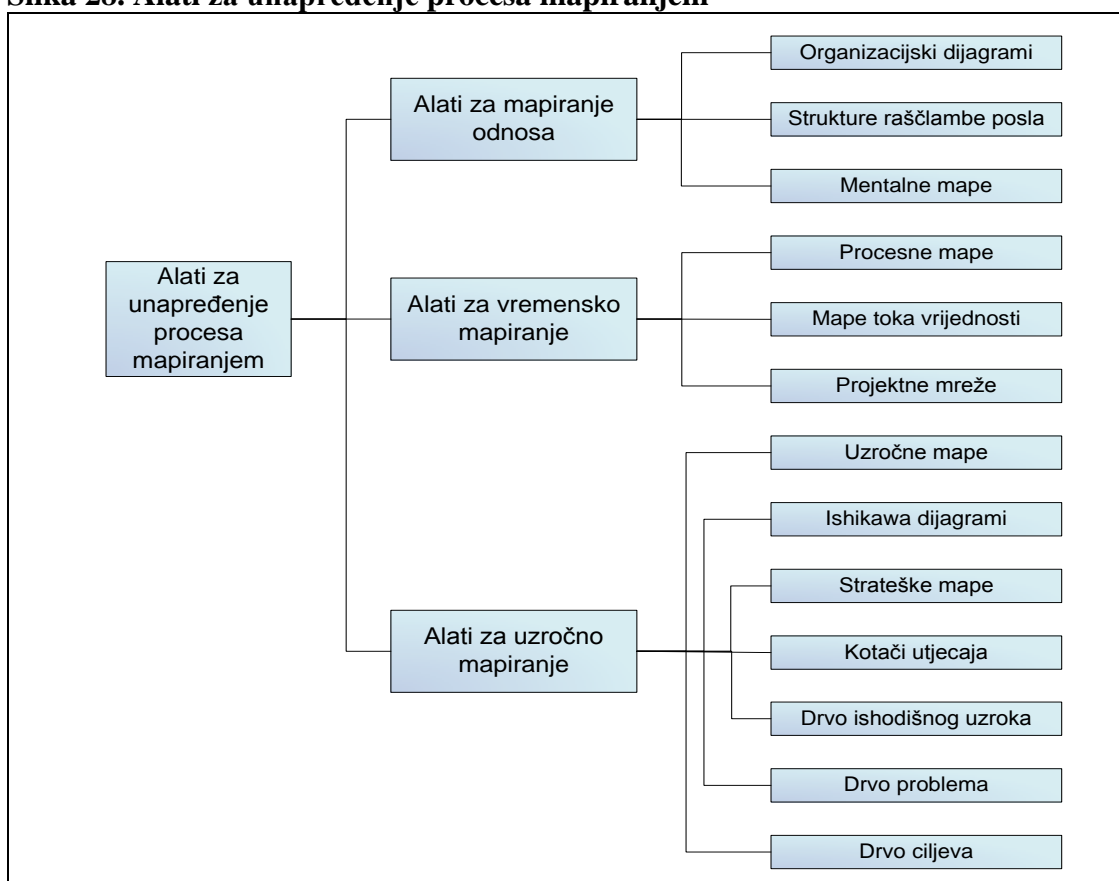 Slika 28. Alati za unapređenje procesa mapiranjem
Alati za
unapređenje
procesa
mapiranjem
Alati za mapiranje
odnosa
Organizacijski dijagrami
Strukture raščlambe posla
Mentalne mape
Alati za vremensko
mapiranje
Procesne mape
Mape toka vrijednosti
Projektne mreže
Alati za uzročno
mapiranje
Uzročne mape
Ishikawa dijagrami
Strateške mape
Kotači utjecaja
Drvo ishodišnog uzroka
Drvo problema
Drvo ciljeva